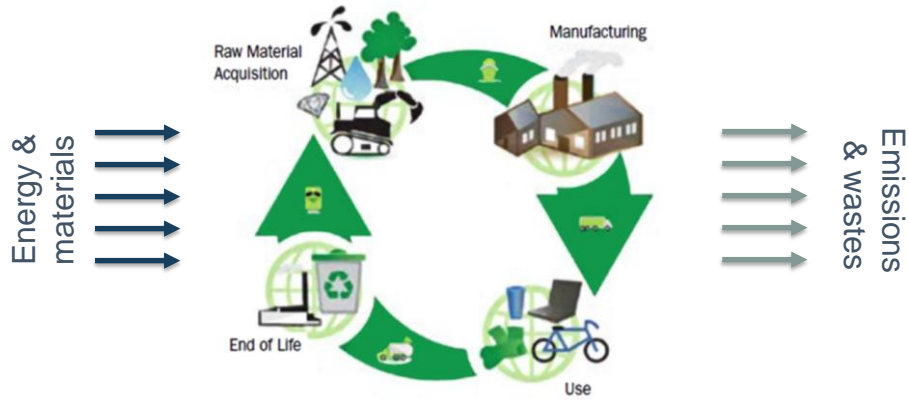 Raw Material
Acquisition
Manufacturing
Energy &
materials
Emissions
& wastes
End of Life
Use